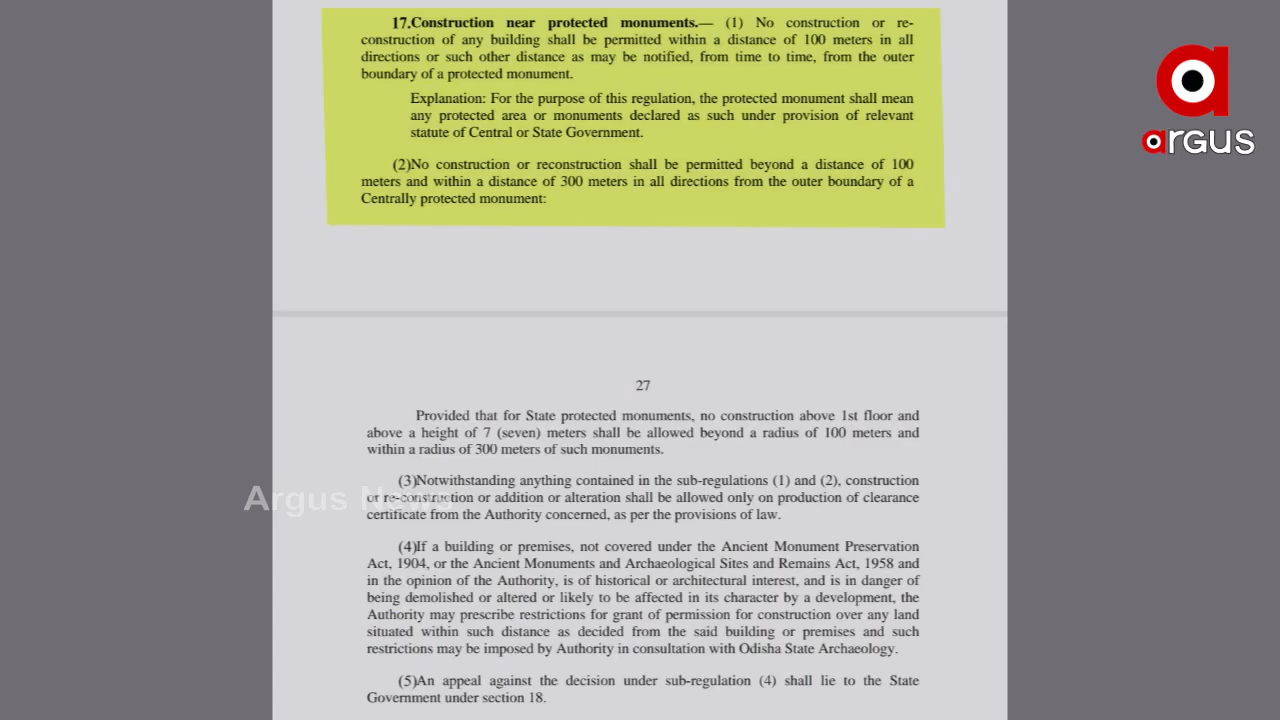 17.Construction near protected monuments.— (1) No construction or re-
construction of any building shall be permitted within a distance of 100 meters in all
directions or such other distance as may be notified, from time to time, from the outer
boundary of a protected monument.
Explanation: For the purpose of this regulation, the protected monument shall mean
any protected area or monuments declared as such under provision of relevant
statute of Central or State Government.
(2)No construction or reconstruction shall be permitted beyond a distance of 100
meters and within a distance of 300 meters in all directions from the outer boundary of a
Centrally protected monument:
argus
27
Provided that for State protected monuments, no construction above 1st floor and
above a height of 7 (seven) meters shall be allowed beyond a radius of 100 meters and
within a radius of 300 meters of such monuments.
(3)Notwithstanding anything contained in the sub-regulations (1) and (2), construction
or re-construction or addition or alteration shall be allowed only on production of clearance
certificate from the Authority concerned, as per the provisions of law.
Argus News
(4)If a building or premises, not covered under the Ancient Monument Preservation
Act, 1904, or the Ancient Monuments and Archaeological Sites and Remains Act, 1958 and
in the opinion of the Authority, is of historical or architectural interest, and is in danger of
being demolished or altered or likely to be affected in its character by a development, the
Authority may prescribe restrictions for grant of permission for construction over any land
situated within such distance as decided from the said building or premises and such
restrictions may be imposed by Authority in consultation with Odisha State Archaeology.
(5)An appeal against the decision under sub-regulation (4) shall lie to the State
Government under section 18.